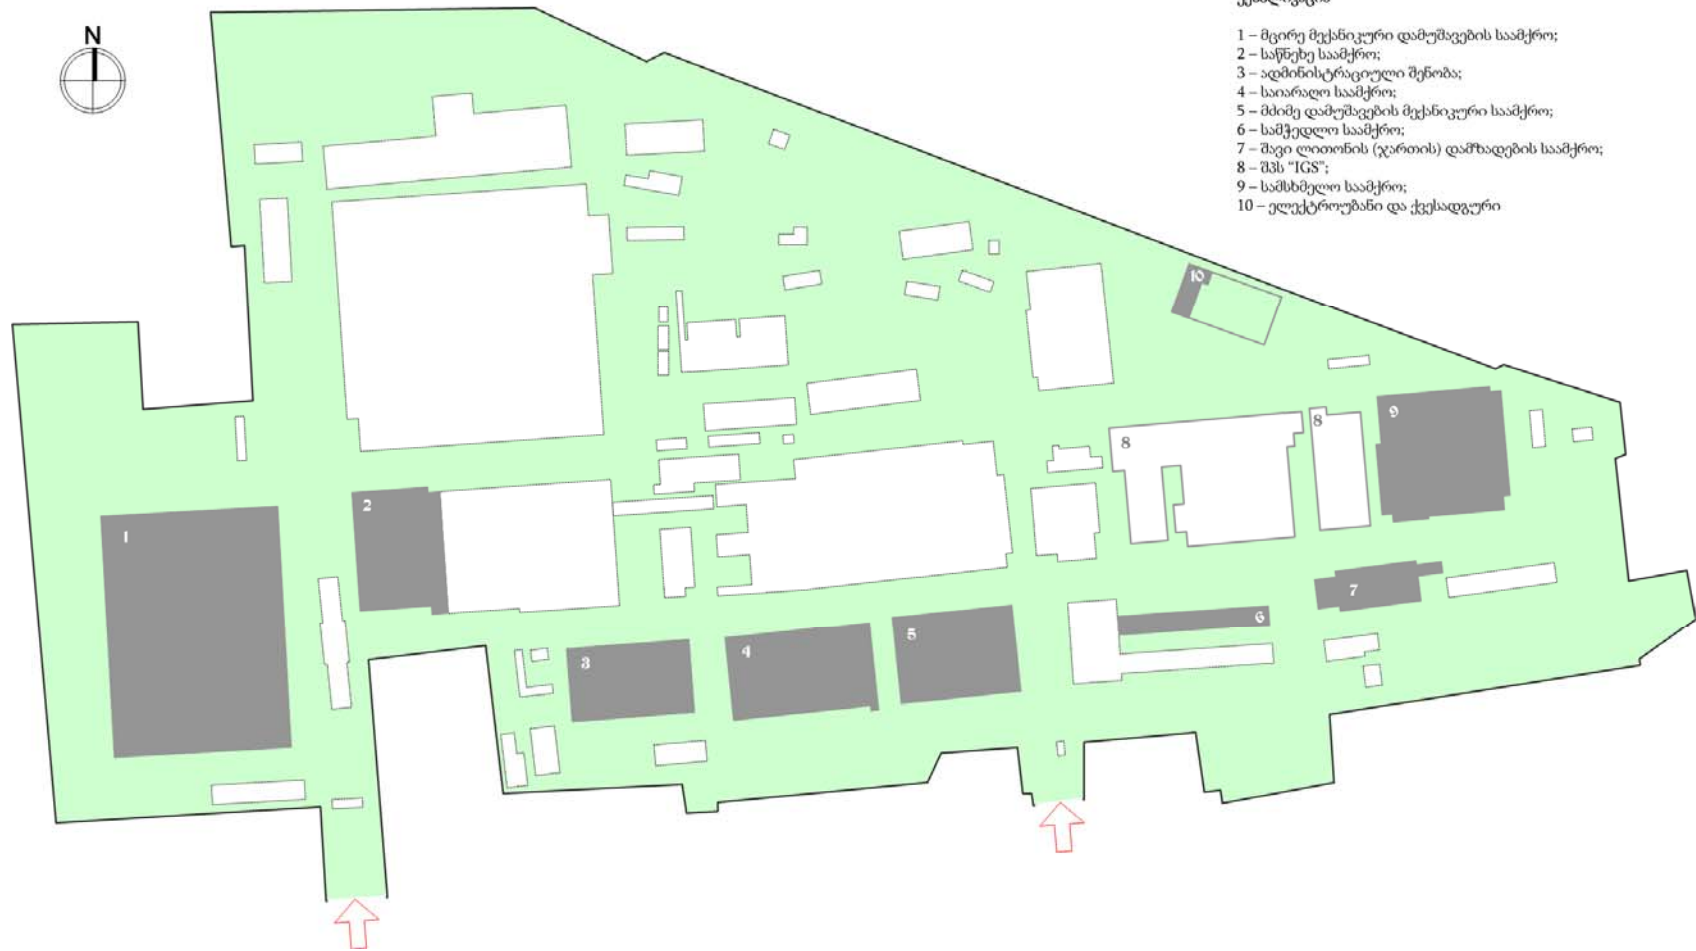 N
1 – მცირე მექანიკური დამუშავების საამქრო;
2 – საწნეხე საამქრო;
3 – ადმინისტრაციული შენობა;
4 – საიარაღო საამქრო;
5 – მძიმე დამუშავების მექანიკური საამქრო;
6 – სამჭედლო საამქრო;
7 – შავი ლითონის (ჯართის) დამზადების საამქრო;
8 – შპს "IGS";
9 – სამსხმელო საამქრო;
10 – ელექტროუბანი და ქვესადგური
10
8
8
9
2
1
7
6
5
4
3